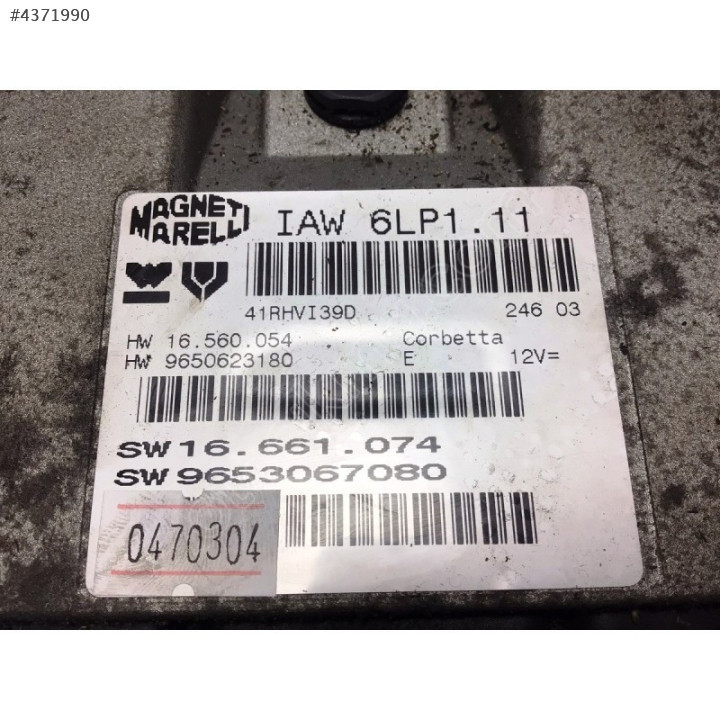 #4371990
MAGNETI
MARELLI
IAW 6LP1.11
41RHVI39D 246 03
HW 16.560.054 Corbetta
HW 9650623180 E 12V=
SW 16.661.074
SW 9653067080
0470304